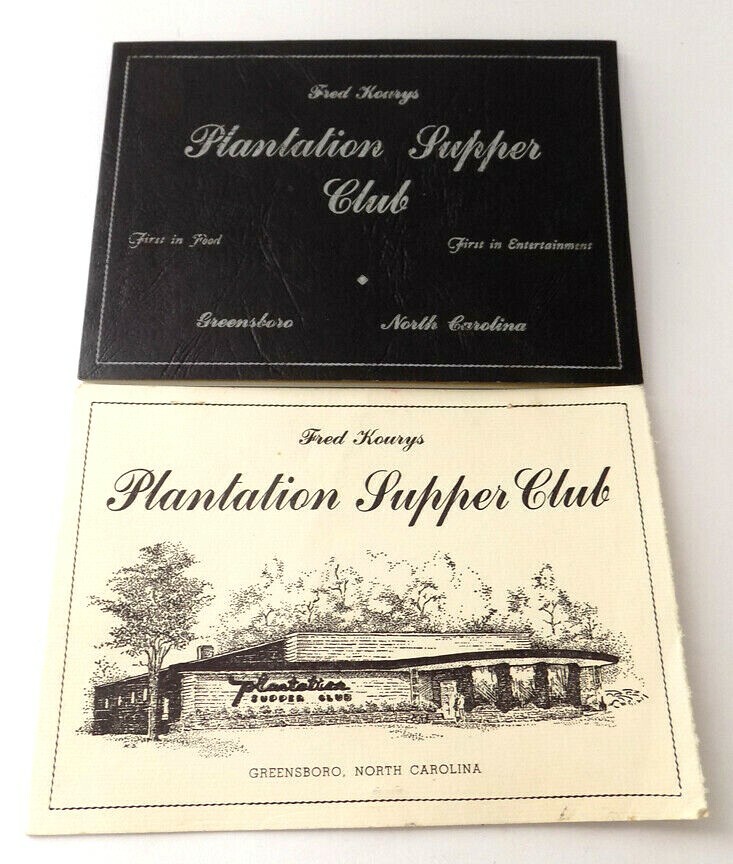 Fred Kourys
Plantation Supper
Club
First in Food First in Entertainment
Greensboro North Carolina
Fred Kourys
Plantation Supper Club
Plantation
SUPPER CLUB
GREENSBORO, NORTH CAROLINA